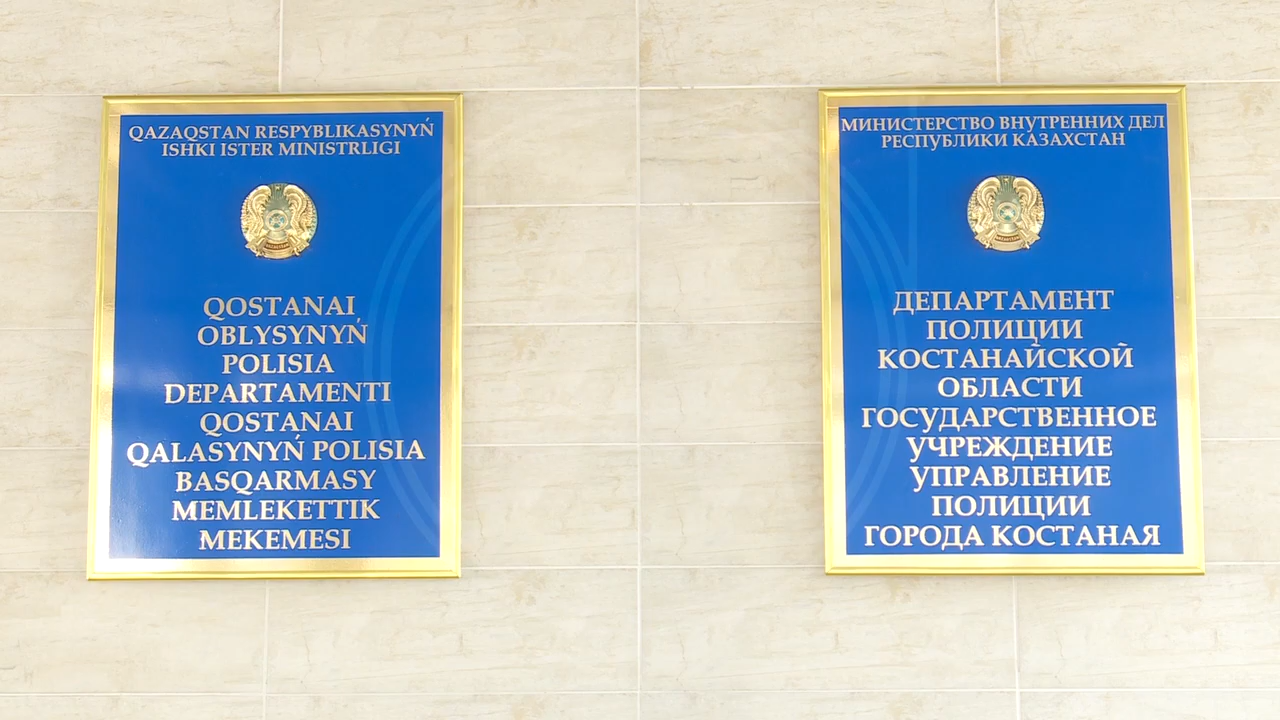 QAZAQSTAN RESPYBLIKASYNYŃ
ISHKI ISTER MINISTRLIGI
QOSTANAI
OBLYSYNYŃ
POLISIA
DEPARTAMENTI
QOSTANAI
QALASYNYŃ POLISIA
BASQARMASY
MEMLEKETTIK
MEKEMESI
МИНИСТЕРСТВО ВНУТРЕННИХ ДЕЛ
РЕСПУБЛИКИ КАЗАХСТАН
ДЕПАРТАМЕНТ
ПОЛИЦИИ
КОСТАНАЙСКОЙ
ОБЛАСТИ
ГОСУДАРСТВЕННОЕ
УЧРЕЖДЕНИЕ
УПРАВЛЕНИЕ
ПОЛИЦИИ
ГОРОДА КОСТАНАЯ